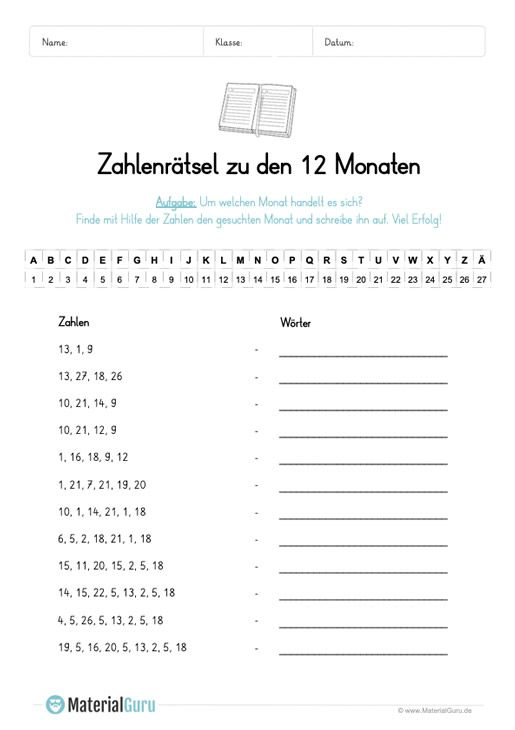 Name: Klasse: Datum:
Zahlenrätsel zu den 12 Monaten
Aufgabe: Um welchen Monat handelt es sich?
Finde mit Hilfe der Zahlen den gesuchten Monat und schreibe ihn auf. Viel Erfolg!
A B C D E F G H I J K L M N O P Q R S T U V W X Y Z Ä
1 2 3 4 5 6 7 8 9 10 11 12 13 14 15 16 17 18 19 20 21 22 23 24 25 26 27
Zahlen Wörter
13, 1, 9 -
13, 27, 18, 26 -
10, 21, 14, 9 -
10, 21, 12, 9 -
1, 16, 18, 9, 12 -
1, 21, 7, 21, 19, 20 -
10, 1, 14, 21, 1, 18 -
6, 5, 2, 18, 21, 1, 18 -
15, 11, 20, 15, 2, 5, 18 -
14, 15, 22, 5, 13, 2, 5, 18 -
4, 5, 26, 5, 13, 2, 5, 18 -
19, 5, 16, 20, 5, 13, 2, 5, 18 -
MaterialGuru © www.MaterialGuru.de